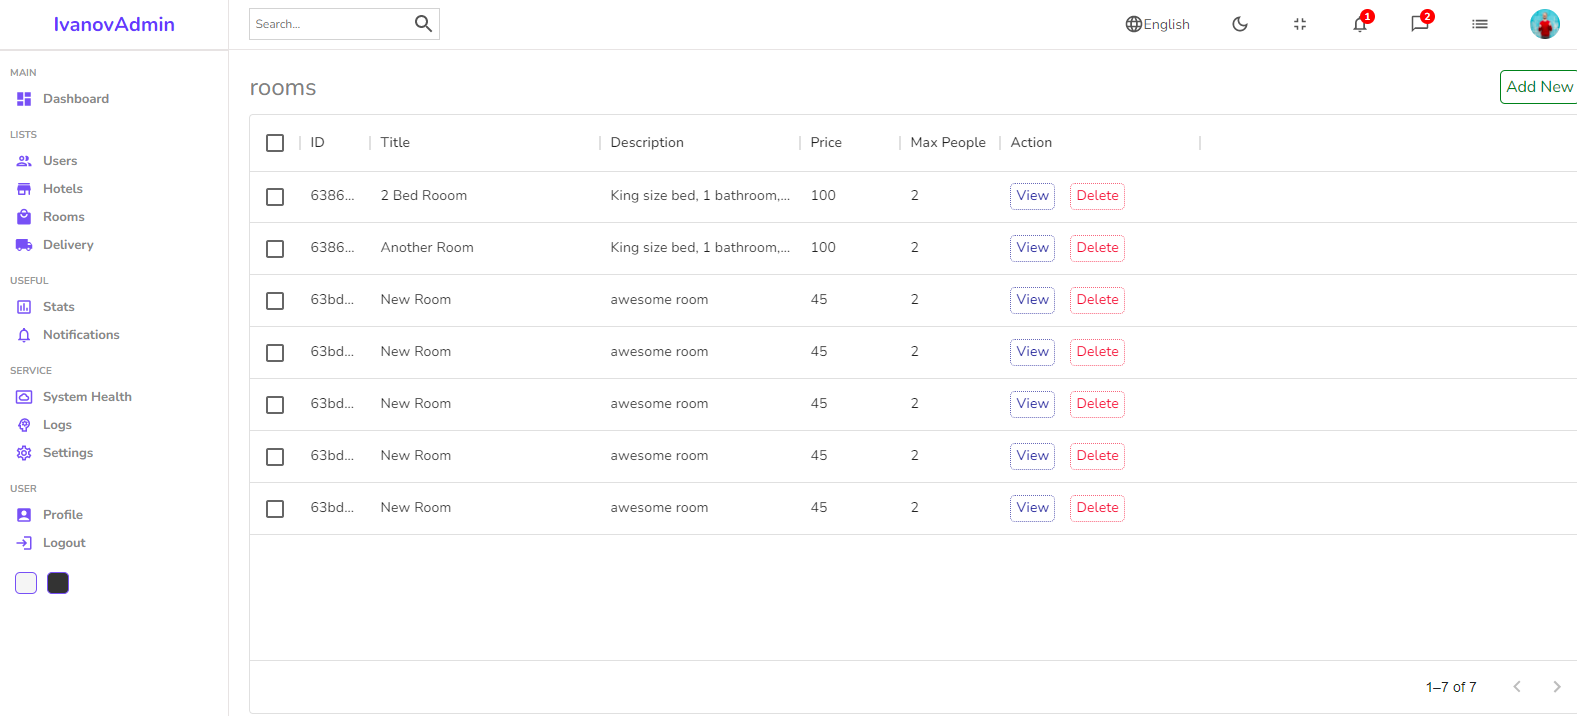 IvanovAdmin
Search...
English
1
2
MAIN
Dashboard
LISTS
Users
Hotels
Rooms
Delivery
USEFUL
Stats
Notifications
SERVICE
System Health
Logs
Settings
USER
Profile
Logout
rooms
Add New
ID Title Description Price Max People Action
6386... 2 Bed Rooom King size bed, 1 bathroom,... 100 2 View Delete
6386... Another Room King size bed, 1 bathroom,... 100 2 View Delete
63bd... New Room awesome room 45 2 View Delete
63bd... New Room awesome room 45 2 View Delete
63bd... New Room awesome room 45 2 View Delete
63bd... New Room awesome room 45 2 View Delete
63bd... New Room awesome room 45 2 View Delete
1–7 of 7